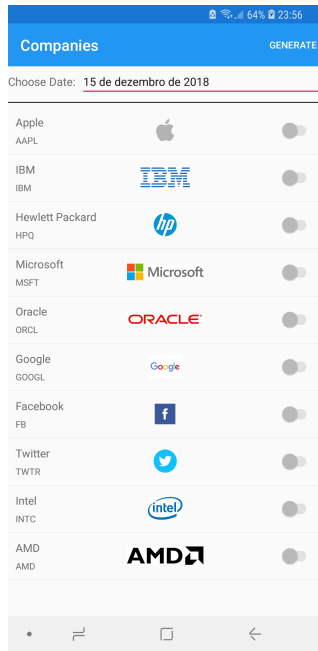 64% 23:56
Companies GENERATE
Choose Date: 15 de dezembro de 2018
Apple
AAPL
IBM
IBM
IBM
Hewlett Packard
hp
HPQ
Microsoft
Microsoft
MSFT
Oracle
ORACLE
ORCL
Google
Google
GOOGL
Facebook
f
FB
Twitter
TWTR
Intel
intel
INTC
AMD
AMD
AMD